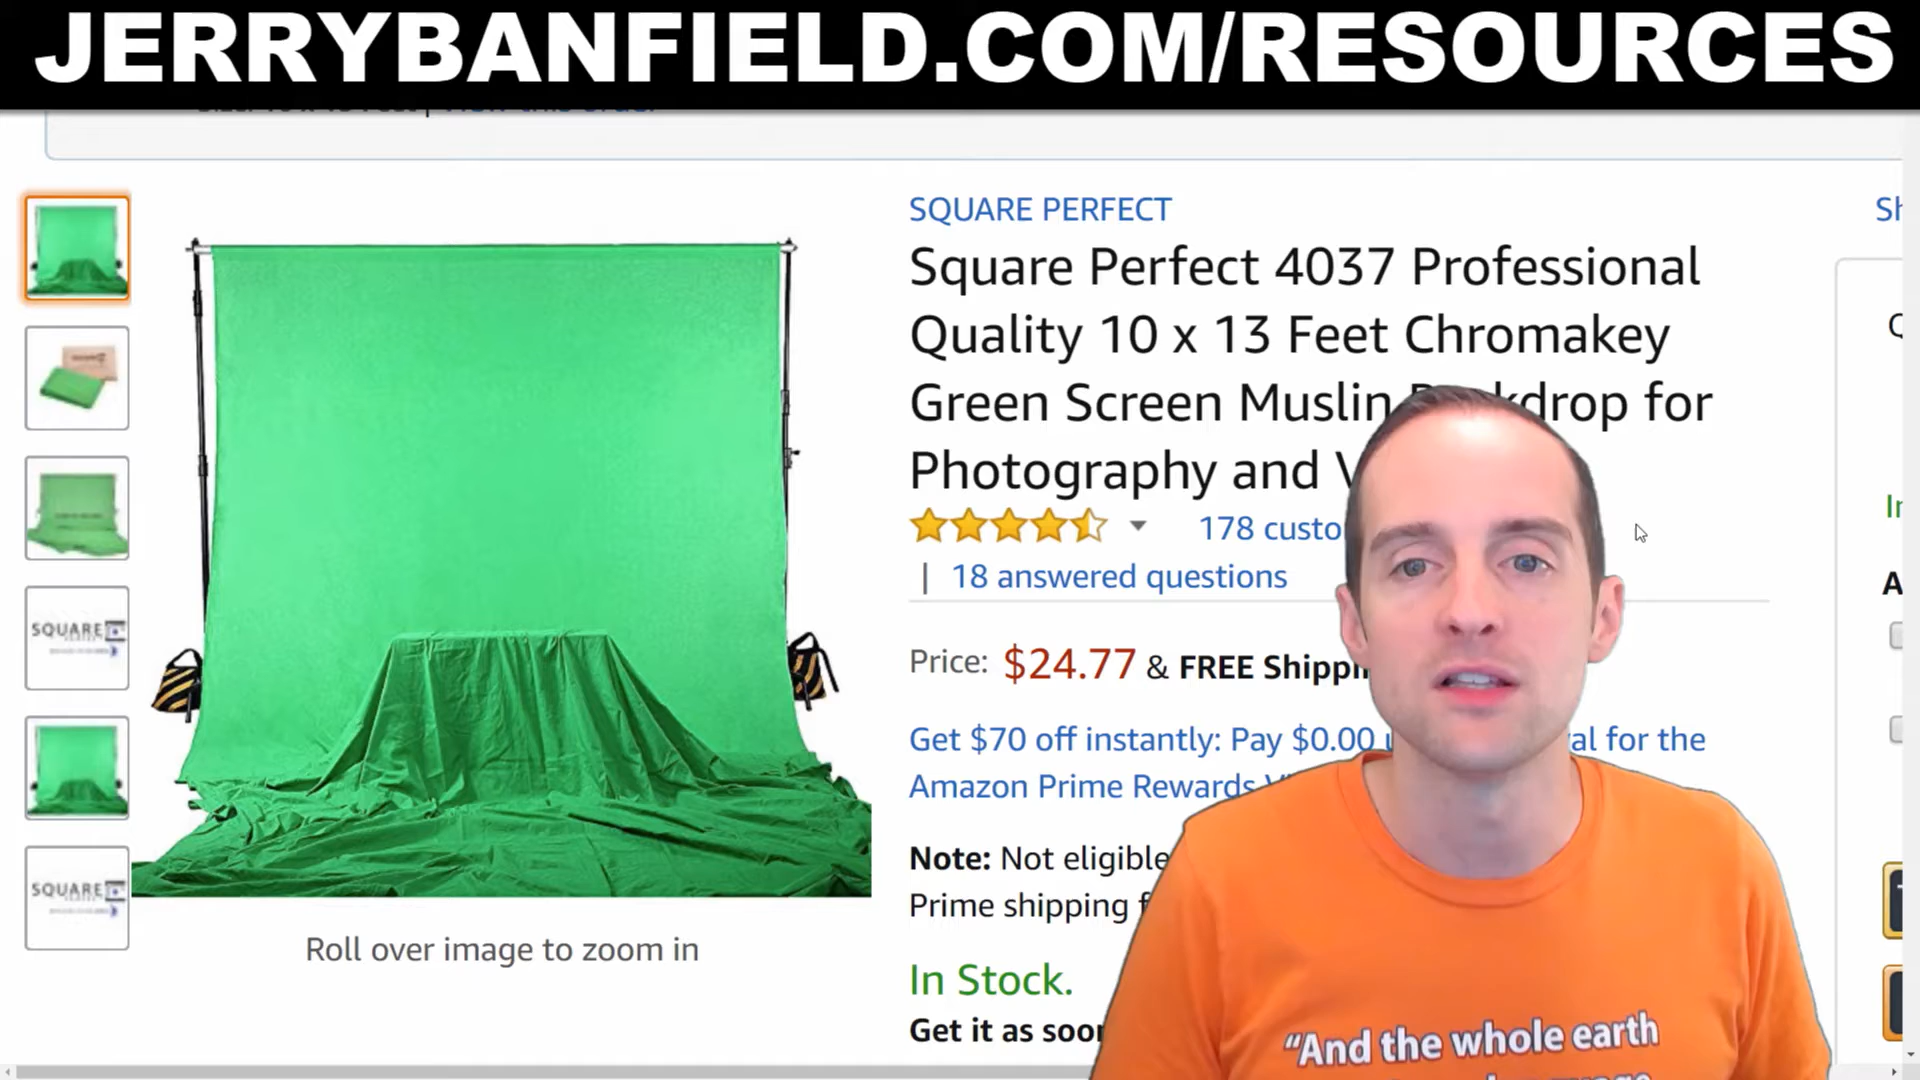 JERRYBANFIELD.COM/RESOURCES
SQUARE PERFECT
Square Perfect 4037 Professional
Quality 10 x 13 Feet Chromakey
Green Screen Muslin Backdrop for
Photography and V
178 custo
| 18 answered questions
Price: $24.77 & FREE Shippi
Get $70 off instantly: Pay $0.00 u al for the
Amazon Prime Rewards V
Note: Not eligible
Prime shipping f
In Stock.
Get it as soo
Roll over image to zoom in
SQUARE
SQUARE
Sh
“And the whole earth